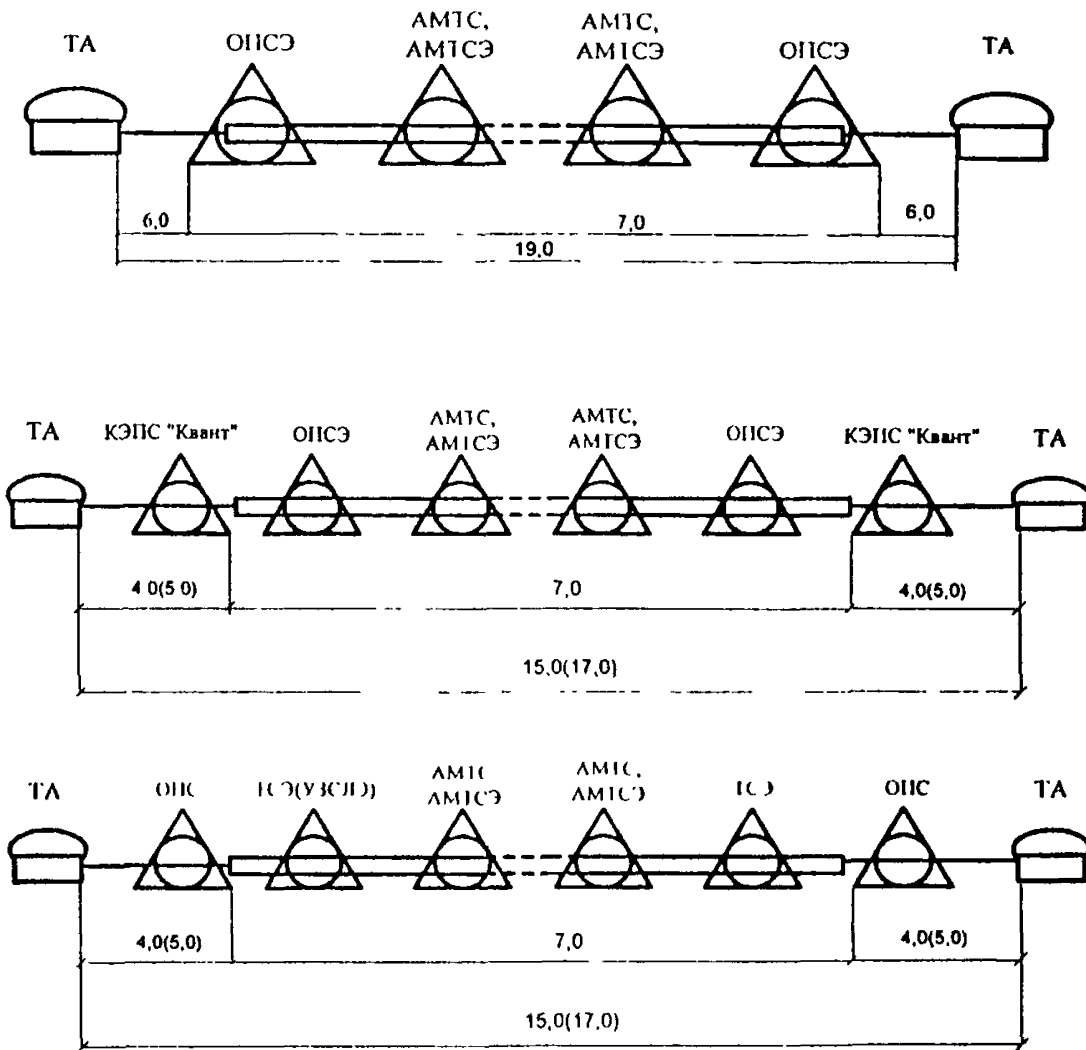 ТА
ОПСЭ
АМТС,
АМТСЭ
АМТС,
АМТСЭ
ОПСЭ
ТА
6,0
7,0
6,0
19,0
ТА
КЭПС "Квант"
ОПСЭ
АМТС,
АМТСЭ
АМТС,
АМТСЭ
ОПСЭ
КЭПС "Квант"
ТА
4 0(5 0)
7,0
4,0(5,0)
15,0(17,0)
ТА
ОПС
АМТС
АМТСЭ
АМТС,
АМТСЭ
ОПС
ТА
4,0(5,0)
7,0
4,0(5,0)
15,0(17,0)